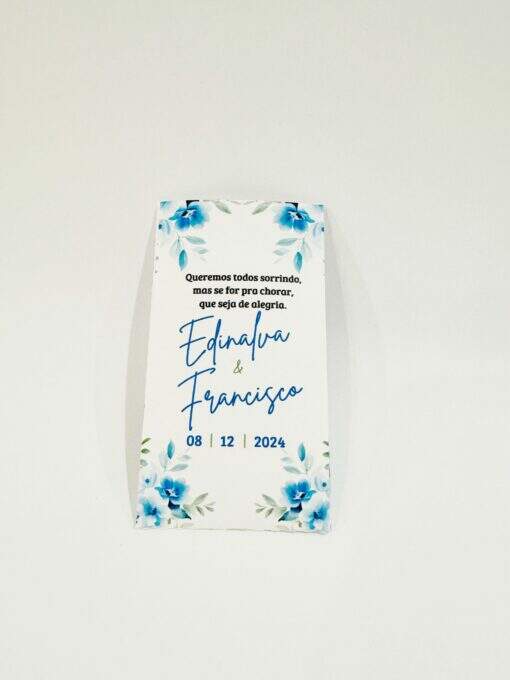 Queremos todos sorrindo,
mas se for pra chorar,
que seja de alegria.
Edinalva
&
Francisco
08 | 12 | 2024